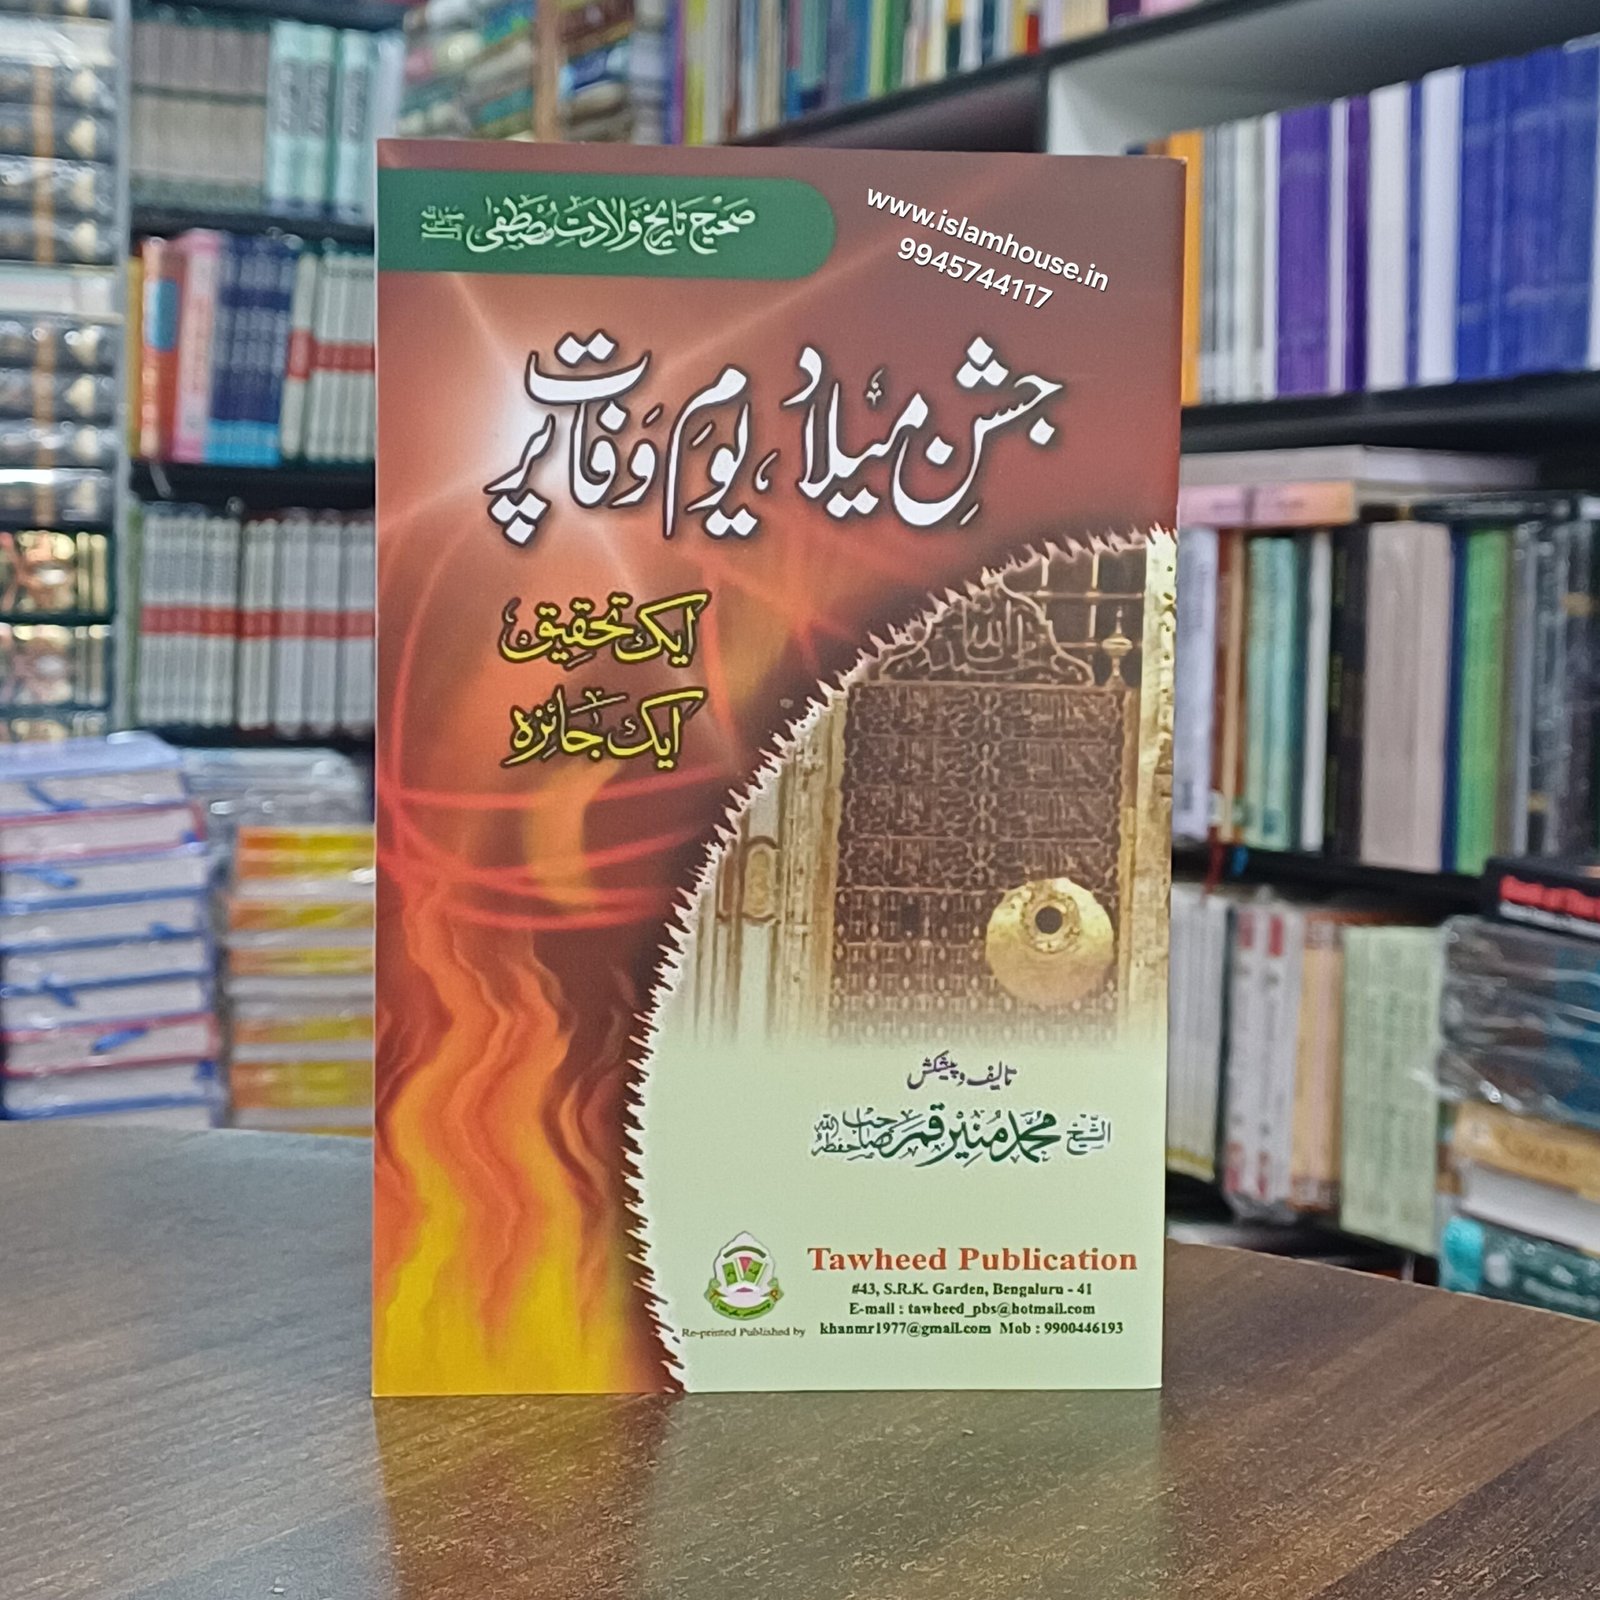 صحیح تاریخ ولادتِ مصطفی ﷺ
www.islamhouse.in
9945744117
جشنِ میلاد، یومِ وفات پر
ایک تحقیق
ایک جائزہ
تالیف و پیشکش
الشیخ محمد منیر قمر صاحب حفظہ اللہ
Tawheed Publication
#43, S.R.K. Garden, Bengaluru - 41
E-mail : tawheed_pbs@hotmail.com
Re-printed Published by khanmr1977@gmail.com Mob : 9900446193